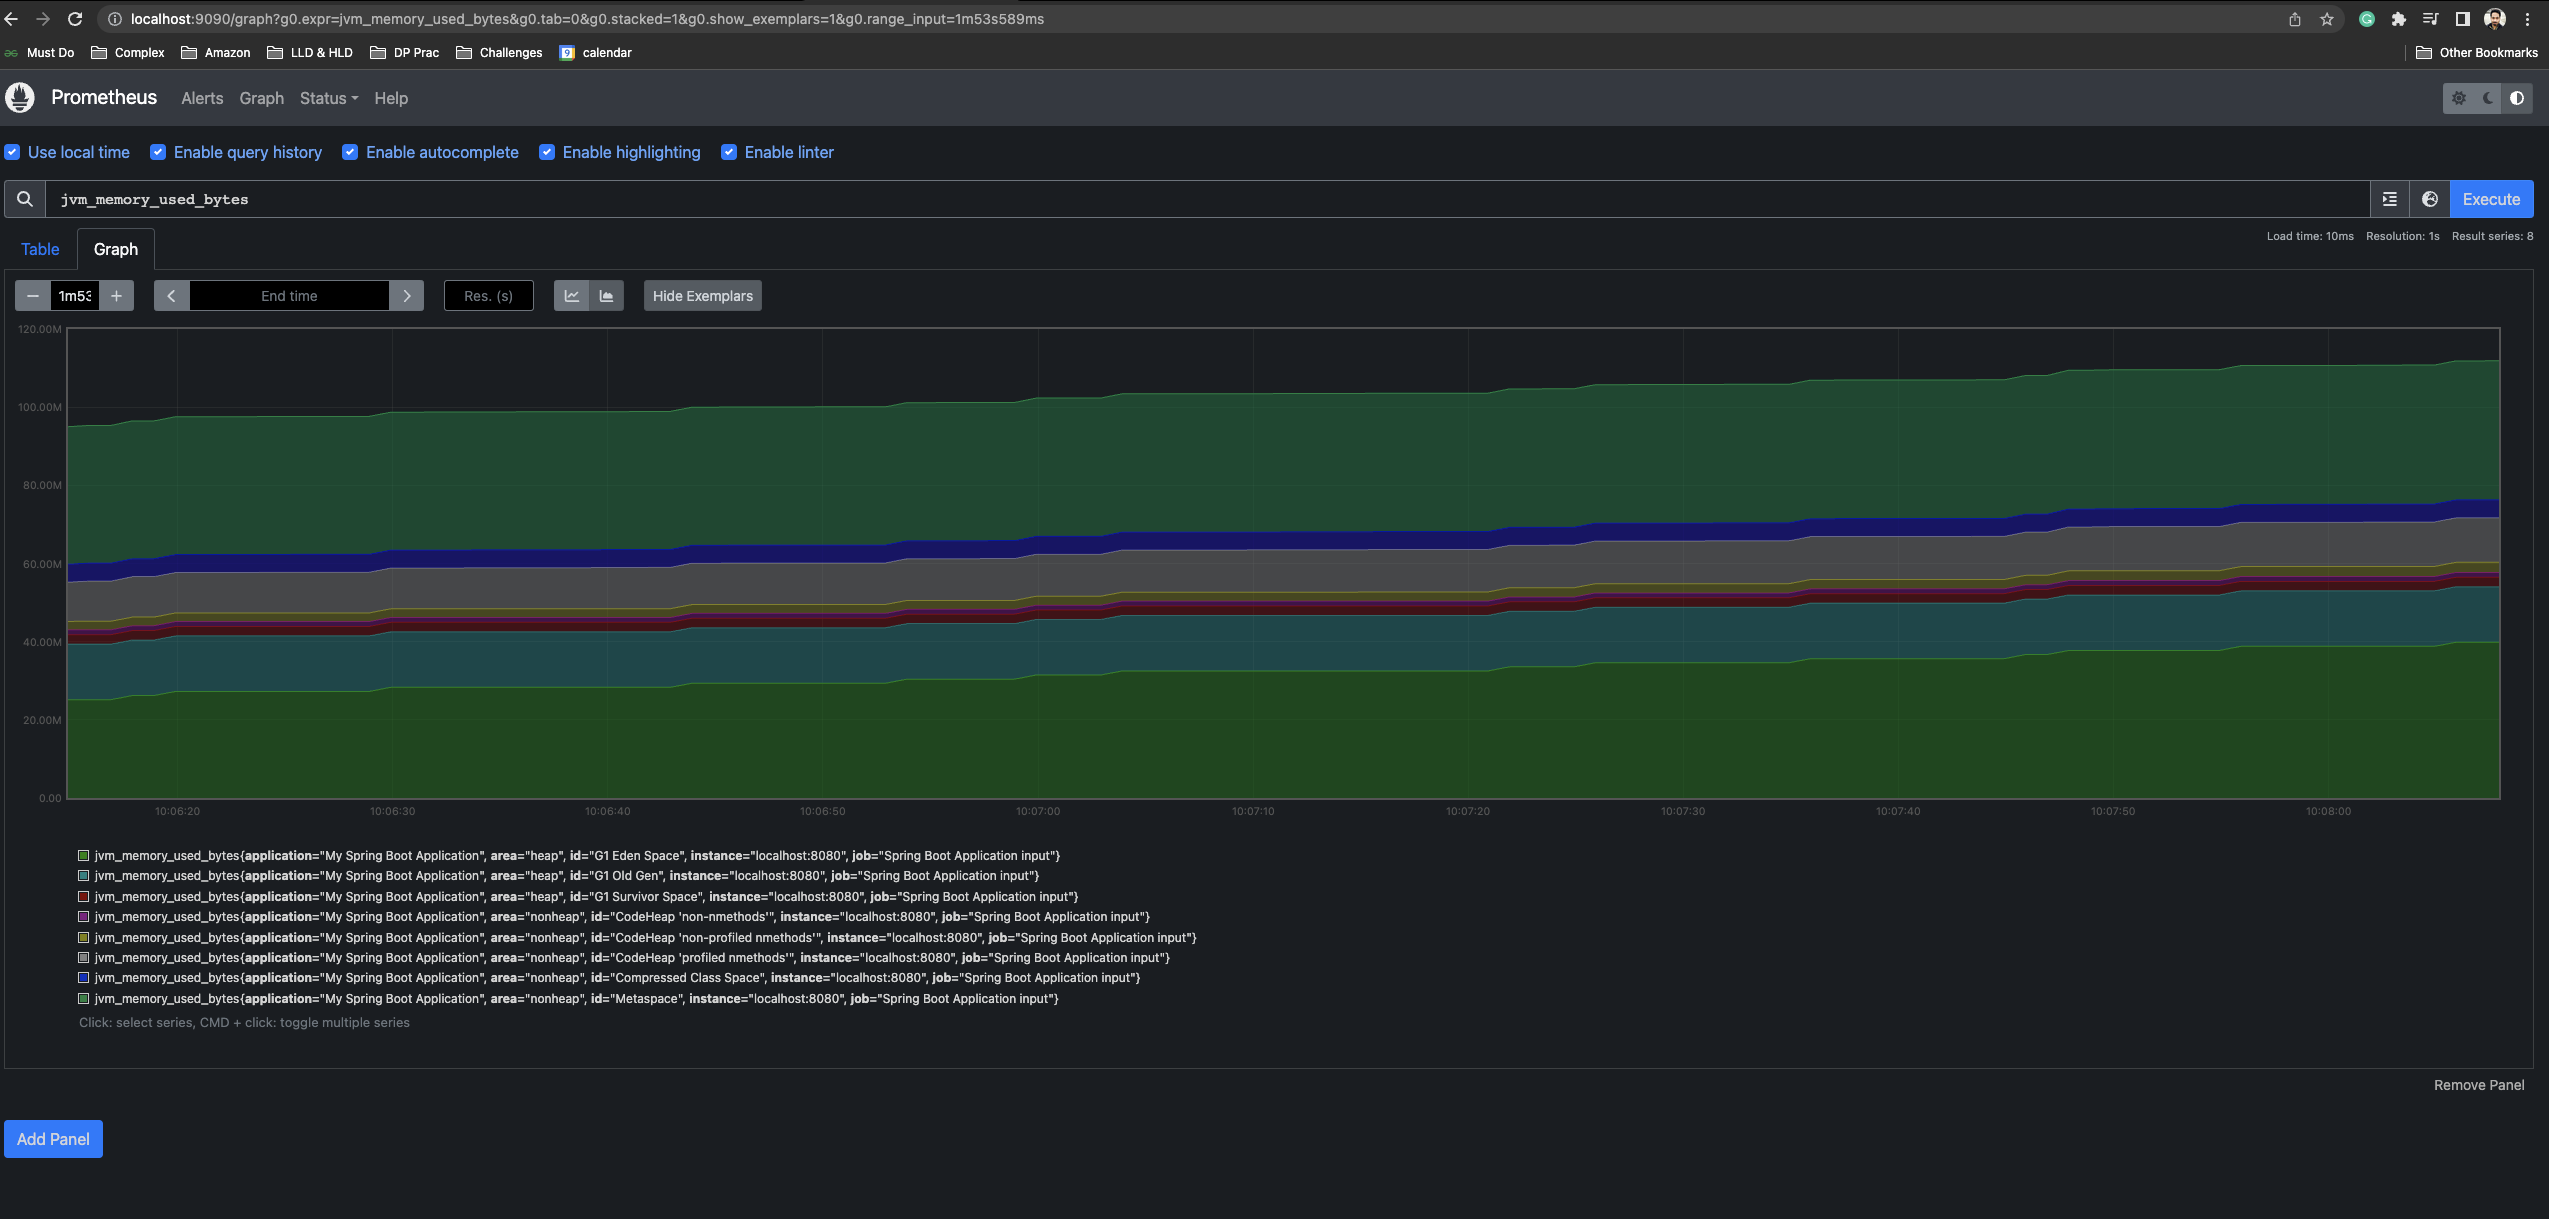 localhost:9090/graph?g0.expr=jvm_memory_used_bytes&g0.tab=0&g0.stacked=1&g0.show_exemplars=1&g0.range_input=1m53s589ms
Must Do Complex Amazon LLD & HLD DP Prac Challenges 9 calendar Other Bookmarks
Prometheus Alerts Graph Status Help
Use local time Enable query history Enable autocomplete Enable highlighting Enable linter
jvm_memory_used_bytes Execute
Table Graph Load time: 10ms Resolution: 1s Result series: 8
− 1m53 + End time Res. (s) Hide Exemplars
120.00M
100.00M
80.00M
60.00M
40.00M
20.00M
0.00
10:06:20 10:06:30 10:06:40 10:06:50 10:07:00 10:07:10 10:07:20 10:07:30 10:07:40 10:07:50 10:08:00
jvm_memory_used_bytes{application="My Spring Boot Application", area="heap", id="G1 Eden Space", instance="localhost:8080", job="Spring Boot Application input"}
jvm_memory_used_bytes{application="My Spring Boot Application", area="heap", id="G1 Old Gen", instance="localhost:8080", job="Spring Boot Application input"}
jvm_memory_used_bytes{application="My Spring Boot Application", area="heap", id="G1 Survivor Space", instance="localhost:8080", job="Spring Boot Application input"}
jvm_memory_used_bytes{application="My Spring Boot Application", area="nonheap", id="CodeHeap 'non-nmethods'", instance="localhost:8080", job="Spring Boot Application input"}
jvm_memory_used_bytes{application="My Spring Boot Application", area="nonheap", id="CodeHeap 'non-profiled nmethods'", instance="localhost:8080", job="Spring Boot Application input"}
jvm_memory_used_bytes{application="My Spring Boot Application", area="nonheap", id="CodeHeap 'profiled nmethods'", instance="localhost:8080", job="Spring Boot Application input"}
jvm_memory_used_bytes{application="My Spring Boot Application", area="nonheap", id="Compressed Class Space", instance="localhost:8080", job="Spring Boot Application input"}
jvm_memory_used_bytes{application="My Spring Boot Application", area="nonheap", id="Metaspace", instance="localhost:8080", job="Spring Boot Application input"}
Click: select series, CMD + click: toggle multiple series
Remove Panel
Add Panel